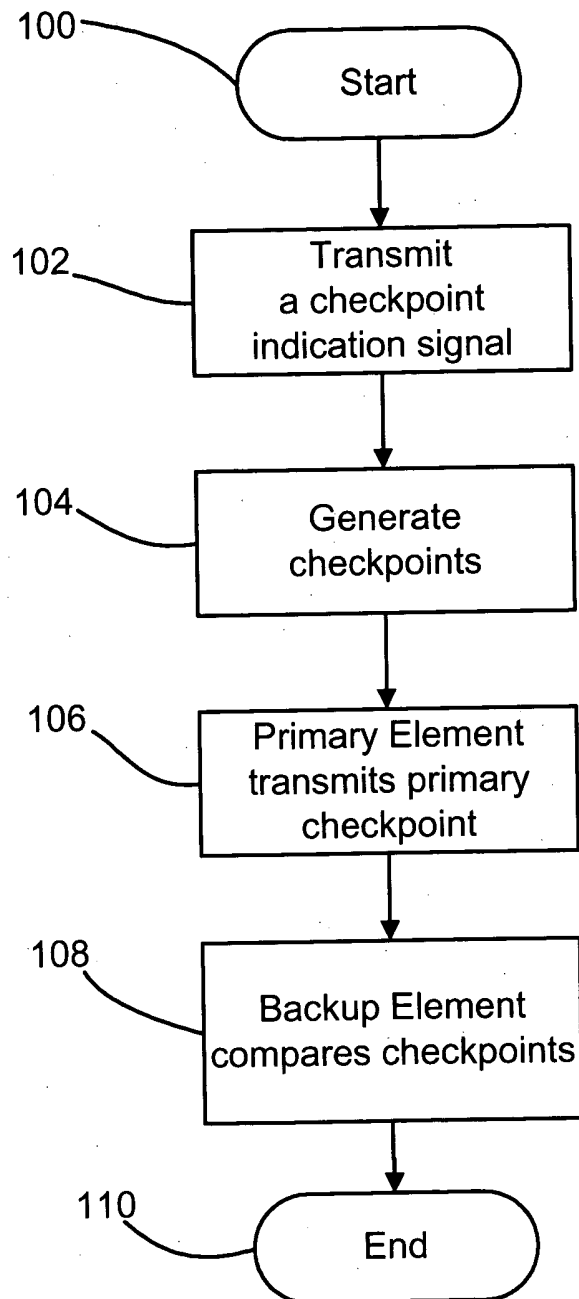 100
Start
102
Transmit
a checkpoint
indication signal
104
Generate
checkpoints
106
Primary Element
transmits primary
checkpoint
108
Backup Element
compares checkpoints
110
End